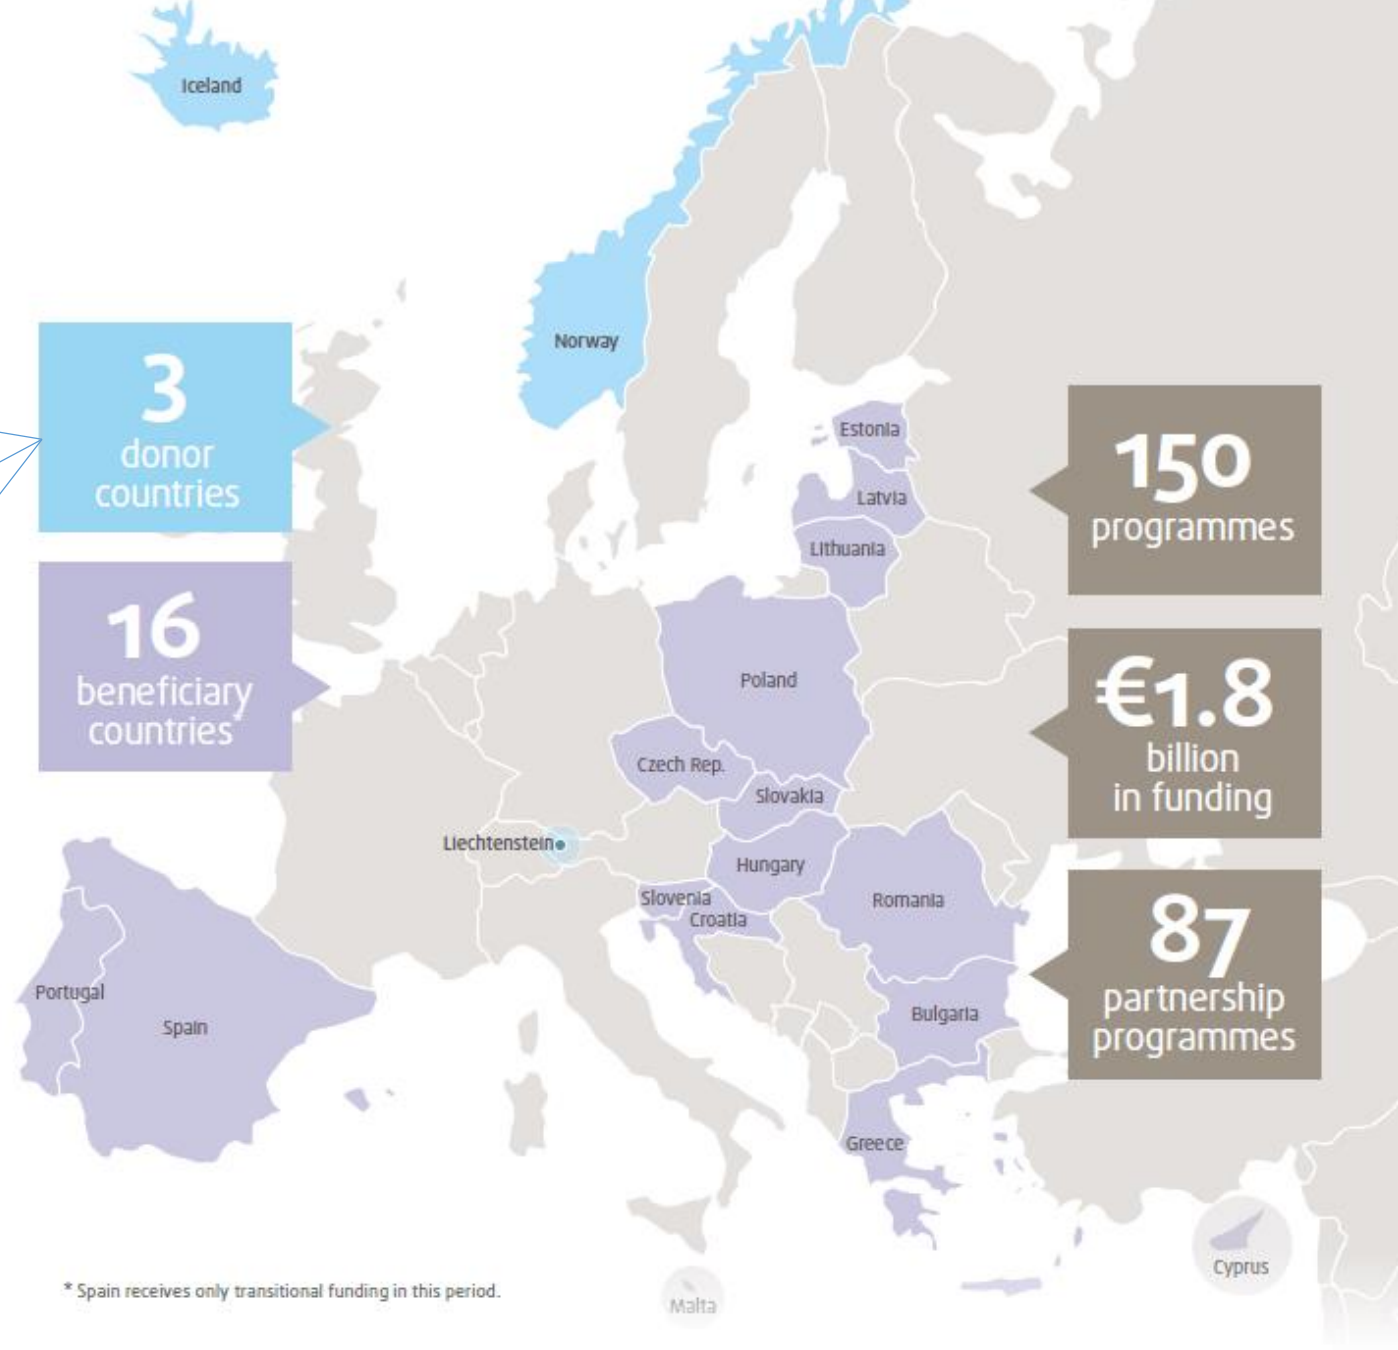 Iceland
Norway
3
donor
countries
16
beneficiary
countries*
Estonia
Latvia
Lithuania
150
programmes
Poland
€1.8
billion
in funding
Czech Rep.
Slovakia
Liechtenstein
Hungary
Slovenia
Croatia
Romania
87
partnership
programmes
Portugal
Spain
Bulgaria
Greece
Cyprus
* Spain receives only transitional funding in this period.
Malta